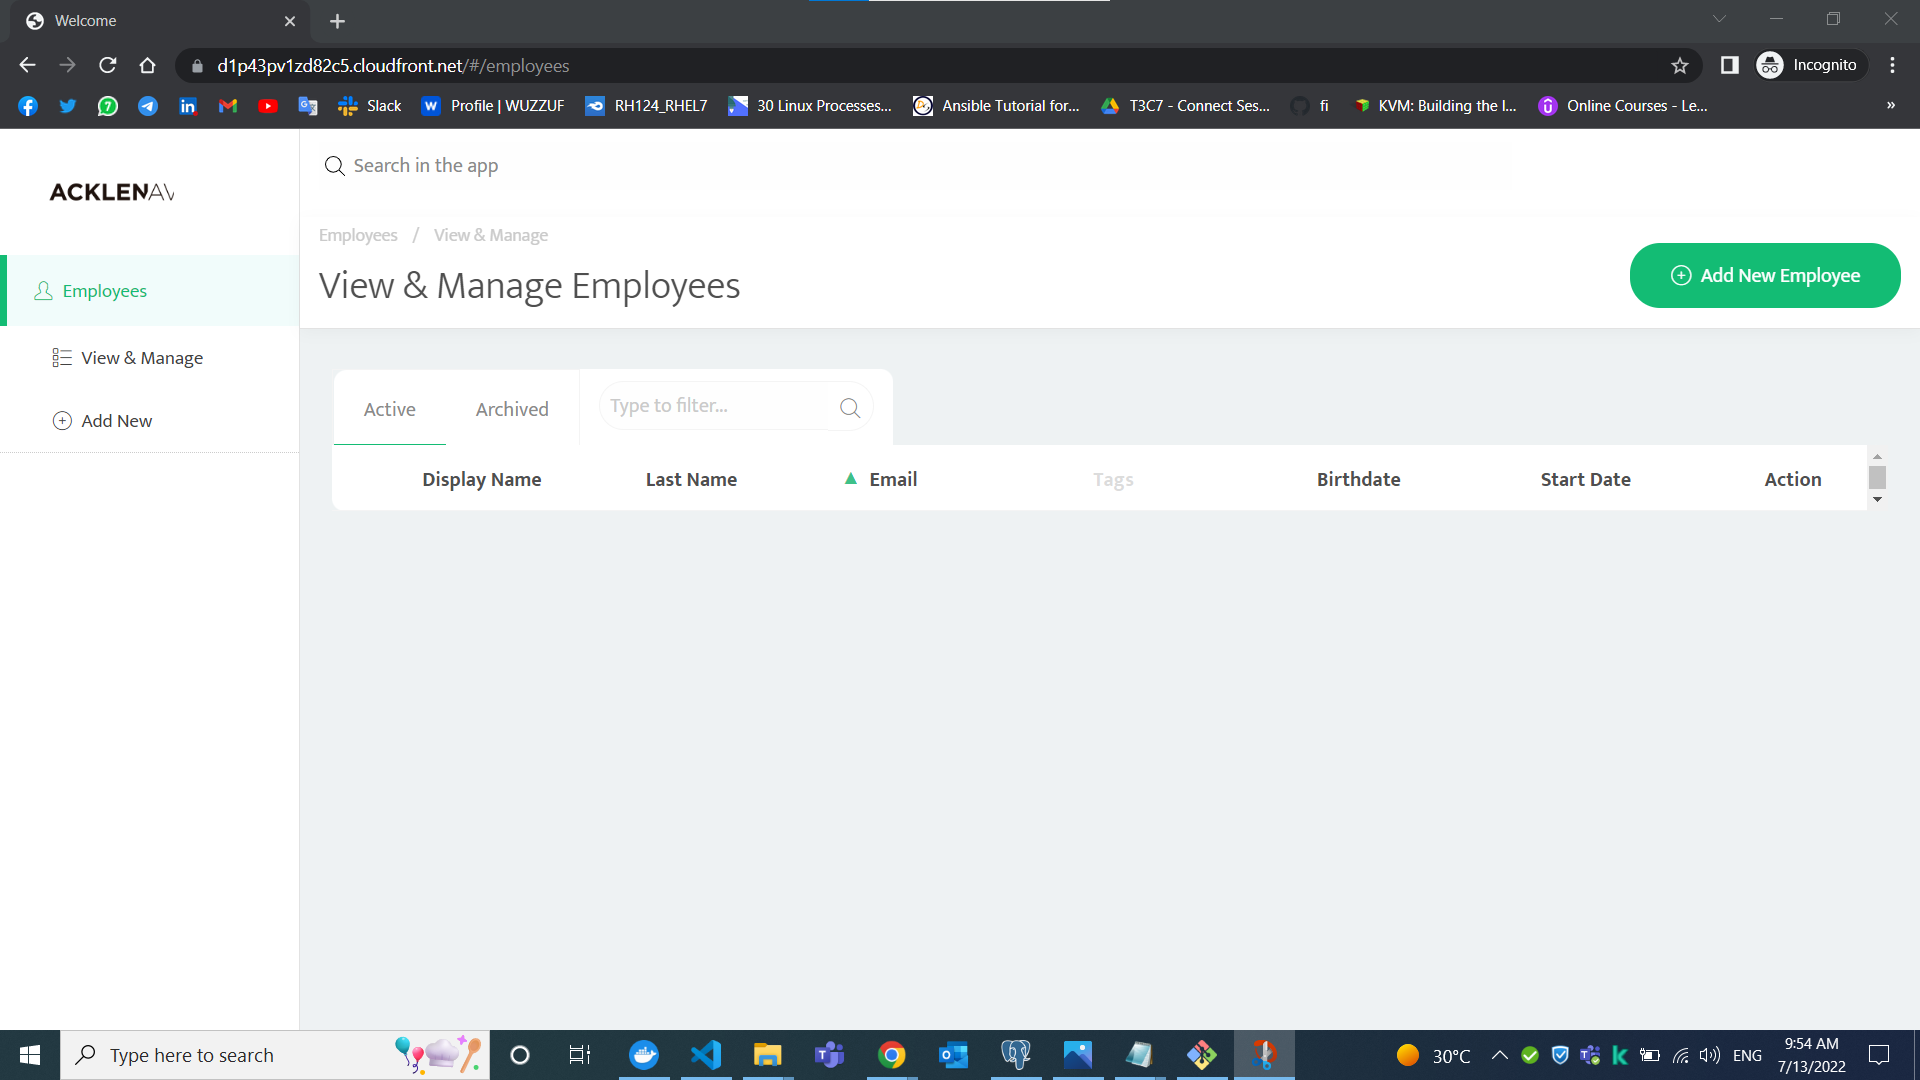 Welcome
d1p43pv1zd82c5.cloudfront.net/#/employees
Incognito
Slack
Profile | WUZZUF
RH124_RHEL7
30 Linux Processes...
Ansible Tutorial for...
T3C7 - Connect Ses...
fi
KVM: Building the I...
Online Courses - Le...
»
ACKLENAV
Search in the app
Employees / View & Manage
View & Manage Employees
Add New Employee
Employees
View & Manage
Add New
Active
Archived
Type to filter...
Display Name
Last Name
Email
Tags
Birthdate
Start Date
Action
Type here to search
30°C
ENG
9:54 AM
7/13/2022